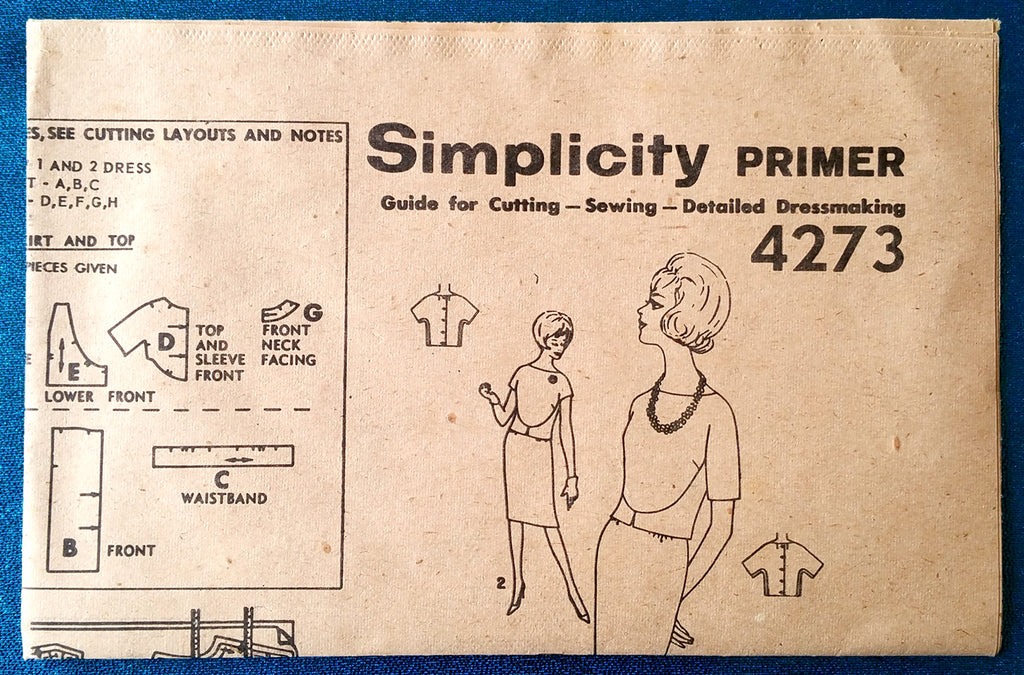 S, SEE CUTTING LAYOUTS AND NOTES
1 AND 2 DRESS
T - A,B,C
- D,E,F,G,H
IRT AND TOP
PIECES GIVEN
E
LOWER FRONT
D
TOP
AND
SLEEVE
FRONT
G
FRONT
NECK
FACING
B
FRONT
C
WAISTBAND
Simplicity PRIMER
Guide for Cutting – Sewing – Detailed Dressmaking
4273
2